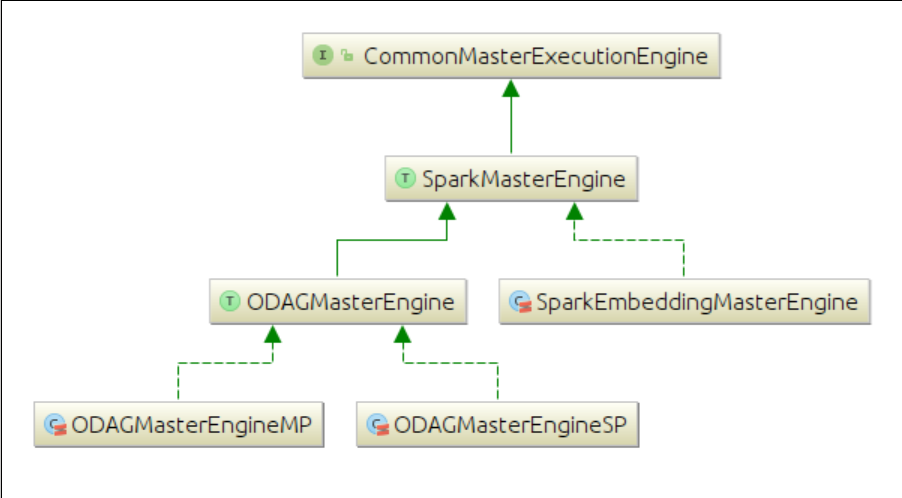 I CommonMasterExecutionEngine
T SparkMasterEngine
T ODAGMasterEngine
C SparkEmbeddingMasterEngine
C ODAGMasterEngineMP
C ODAGMasterEngineSP